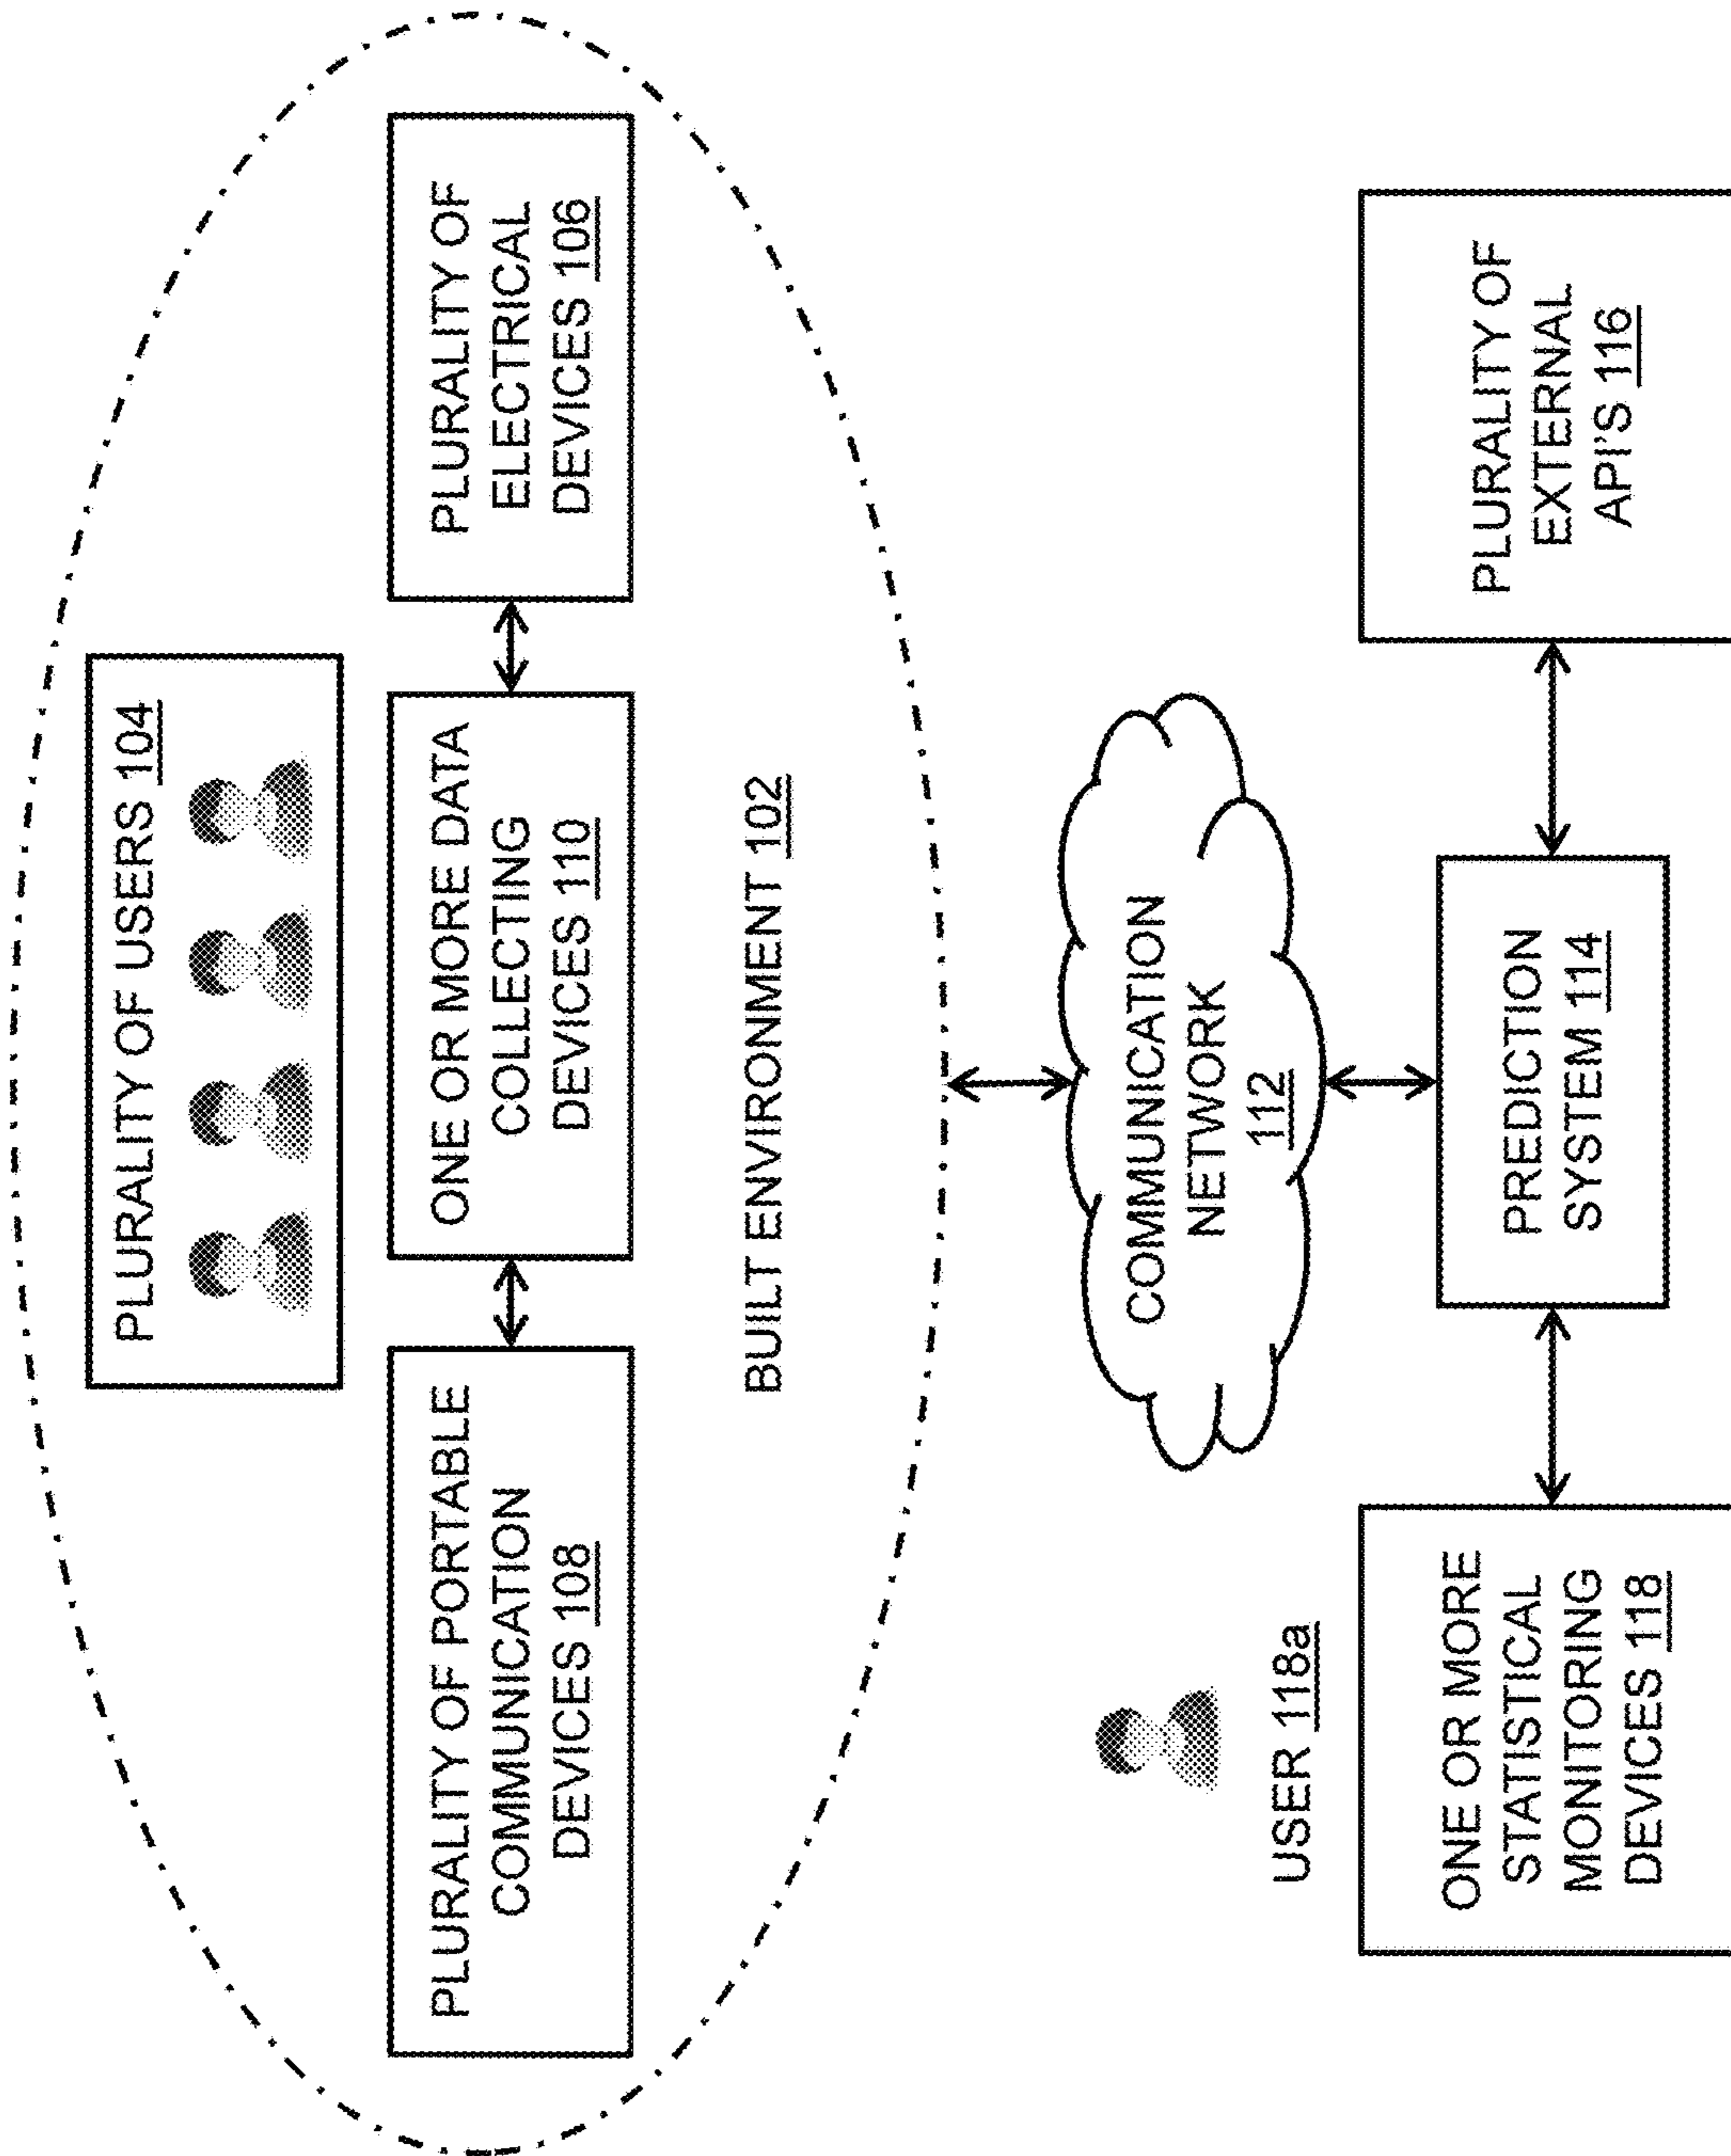 PLURALITY OF USERS 104
PLURALITY OF PORTABLE
COMMUNICATION
DEVICES 108
ONE OR MORE DATA
COLLECTING
DEVICES 110
PLURALITY OF
ELECTRICAL
DEVICES 106
BUILT ENVIRONMENT 102
COMMUNICATION
NETWORK
112
USER 118a
ONE OR MORE
STATISTICAL
MONITORING
DEVICES 118
PREDICTION
SYSTEM 114
PLURALITY OF
EXTERNAL
API'S 116